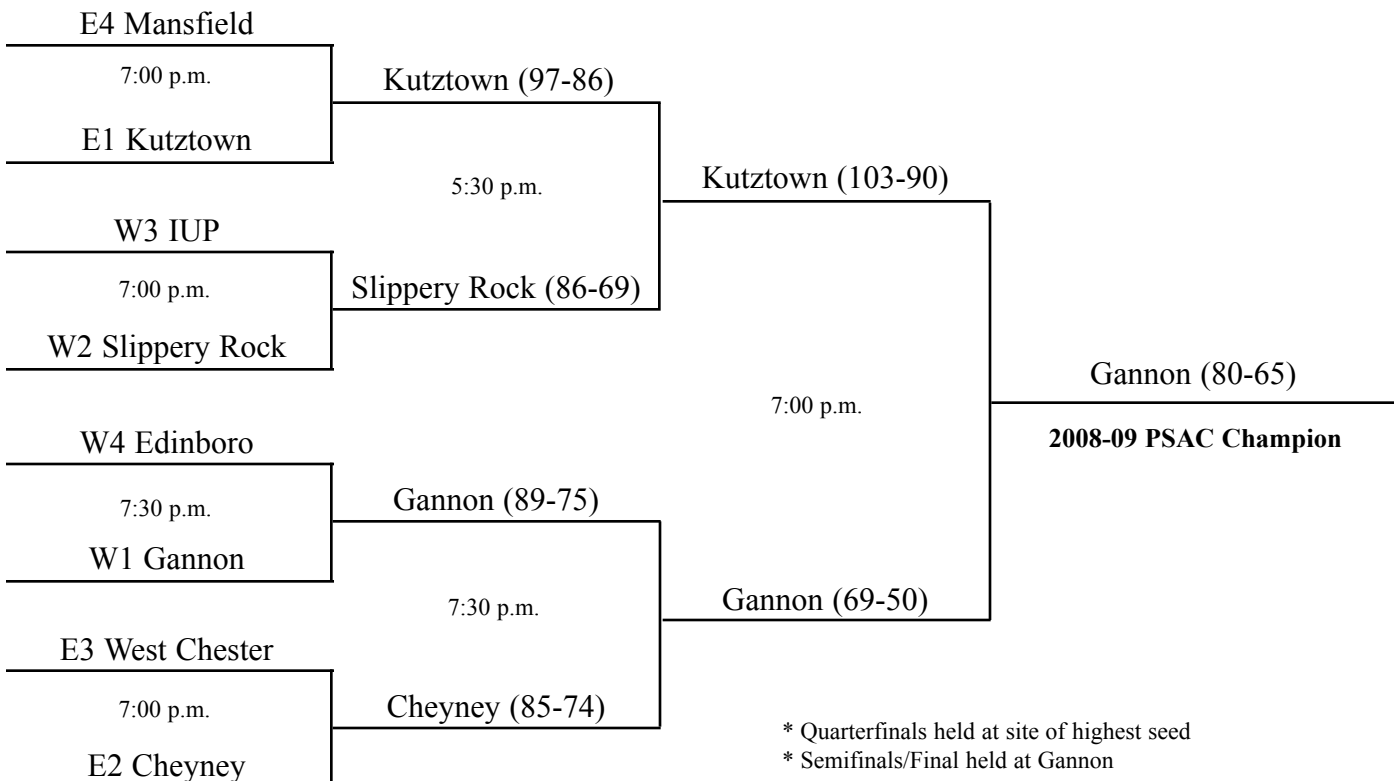 E4 Mansfield
7:00 p.m.
E1 Kutztown
Kutztown (97-86)
5:30 p.m.
W3 IUP
7:00 p.m.
W2 Slippery Rock
Slippery Rock (86-69)
Kutztown (103-90)
7:00 p.m.
W4 Edinboro
7:30 p.m.
W1 Gannon
Gannon (89-75)
7:30 p.m.
E3 West Chester
7:00 p.m.
E2 Cheyney
Cheyney (85-74)
Gannon (69-50)
Gannon (80-65)
2008-09 PSAC Champion
* Quarterfinals held at site of highest seed
* Semifinals/Final held at Gannon